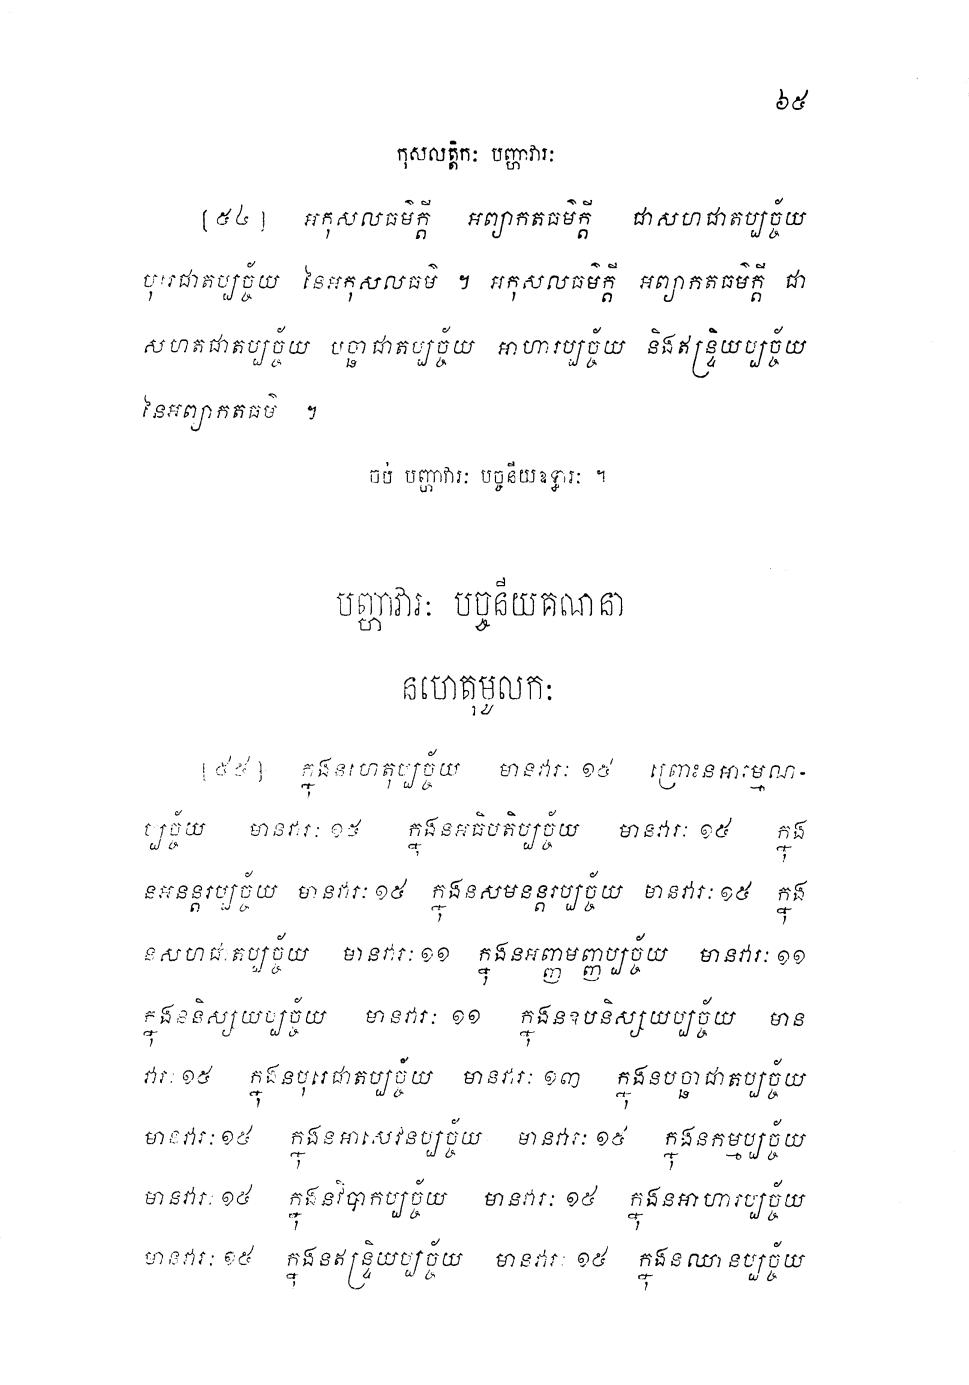 ៦៥
កុសលត្តិកៈ បញ្ហាវារៈ
[៥៤] អកុសលធម៌ក្តី អព្យាកតធម៌ក្តី ជាសហជាតប្បច្ច័យ
បុរេជាតប្បច្ច័យ នៃអកុសលធម៌ ។ អកុសលធម៌ក្តី អព្យាកតធម៌ក្តី ជា
សហតជាតប្បច្ច័យ បច្ឆាជាតប្បច្ច័យ អាហារប្បច្ច័យ និងឥន្ទ្រិយប្បច្ច័យ
នៃអព្យាកតធម៌ ។
ចប់ បញ្ហាវារៈ បច្ចនីយឧទ្ធារៈ ។
បញ្ហាវារៈ បច្ចនីយគណនា
នហេតុមូលកៈ
[៥៥] ក្នុងនហេតុប្បច្ច័យ មានវារៈ ១៥ ព្រោះនអារម្មណ-
ប្បច្ច័យ មានវារៈ ១៥ ក្នុងនអធិបតិប្បច្ច័យ មានវារៈ ១៥ ក្នុង
នអនន្តរប្បច្ច័យ មានវារៈ ១៥ ក្នុងនសមនន្តរប្បច្ច័យ មានវារៈ ១៥ ក្នុង
នសហជាតប្បច្ច័យ មានវារៈ ១១ ក្នុងនអញ្ញាមញ្ញប្បច្ច័យ មានវារៈ ១១
ក្នុងននិស្សយប្បច្ច័យ មានវារៈ ១១ ក្នុងនឧបនិស្សយប្បច្ច័យ មាន
វារៈ ១៥ ក្នុងនបុរេជាតប្បច្ច័យ មានវារៈ ១៣ ក្នុងនបច្ឆាជាតប្បច្ច័យ
មានវារៈ ១៥ ក្នុងនអាសេវនប្បច្ច័យ មានវារៈ ១៥ ក្នុងនកម្មប្បច្ច័យ
មានវារៈ ១៥ ក្នុងនវិបាកប្បច្ច័យ មានវារៈ ១៥ ក្នុងនអាហារប្បច្ច័យ
មានវារៈ ១៥ ក្នុងនឥន្ទ្រិយប្បច្ច័យ មានវារៈ ១៥ ក្នុងនឈានប្បច្ច័យ